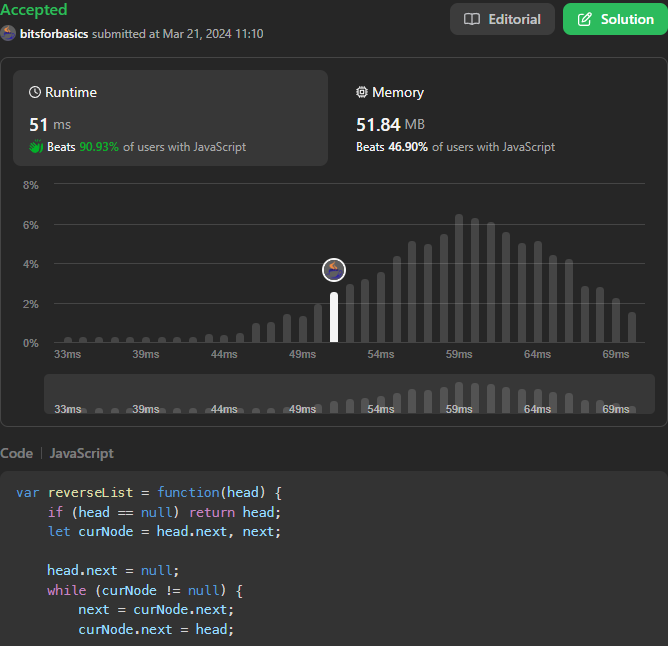 Accepted
bitsforbasics submitted at Mar 21, 2024 11:10
Editorial
Solution
Runtime
51 ms
Beats 90.93% of users with JavaScript
Memory
51.84 MB
Beats 46.90% of users with JavaScript
8%
6%
4%
2%
0%
33ms 39ms 44ms 49ms 54ms 59ms 64ms 69ms
33ms 39ms 44ms 49ms 54ms 59ms 64ms 69ms
Code | JavaScript
var reverseList = function(head) {
    if (head == null) return head;
    let curNode = head.next, next;

    head.next = null;
    while (curNode != null) {
        next = curNode.next;
        curNode.next = head;